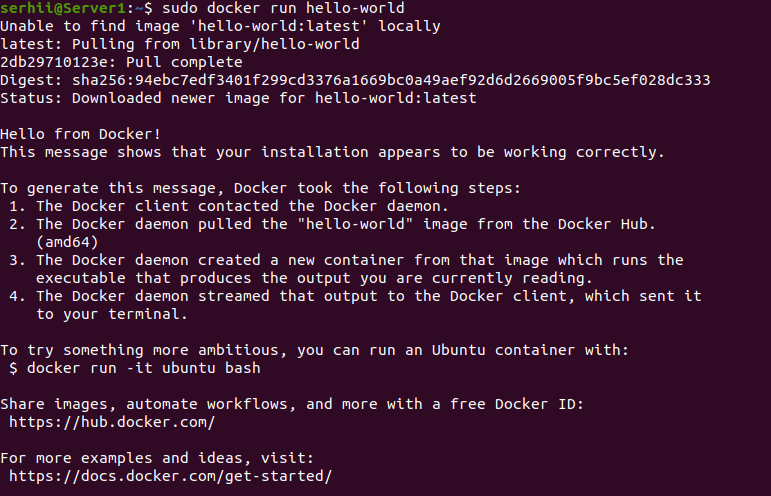 serhii@Server1:~$ sudo docker run hello-world
Unable to find image 'hello-world:latest' locally
latest: Pulling from library/hello-world
2db29710123e: Pull complete
Digest: sha256:94ebc7edf3401f299cd3376a1669bc0a49aef92d6d2669005f9bc5ef028dc333
Status: Downloaded newer image for hello-world:latest

Hello from Docker!
This message shows that your installation appears to be working correctly.

To generate this message, Docker took the following steps:
 1. The Docker client contacted the Docker daemon.
 2. The Docker daemon pulled the "hello-world" image from the Docker Hub.
    (amd64)
 3. The Docker daemon created a new container from that image which runs the
    executable that produces the output you are currently reading.
 4. The Docker daemon streamed that output to the Docker client, which sent it
    to your terminal.

To try something more ambitious, you can run an Ubuntu container with:
 $ docker run -it ubuntu bash

Share images, automate workflows, and more with a free Docker ID:
 https://hub.docker.com/

For more examples and ideas, visit:
 https://docs.docker.com/get-started/